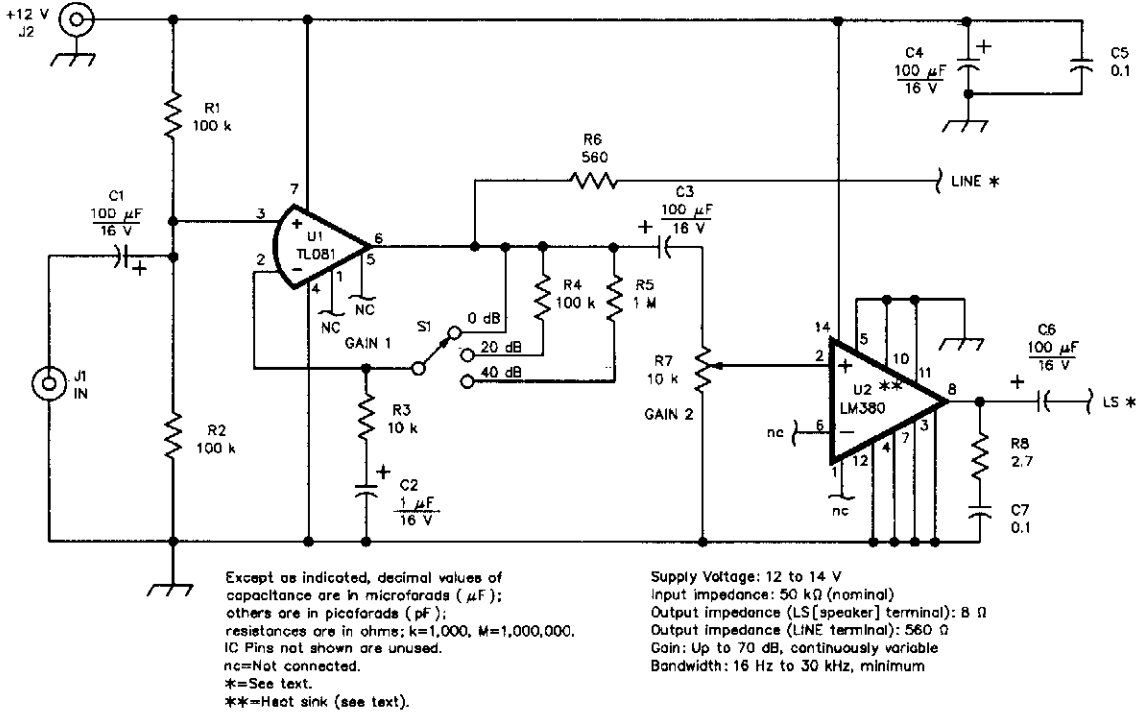 +12 V
J2
R1
100 k
C1
100 µF
16 V
+
3
7
+
U1
TL081
−
2
6
5
1
4
NC
NC
R6
560
LINE *
C3
100 µF
16 V
+
C4
100 µF
16 V
+
C5
0.1
R4
100 k
R5
1 M
S1
0 dB
20 dB
40 dB
GAIN 1
J1
IN
R2
100 k
R3
10 k
C2
1 µF
16 V
+
R7
10 k
GAIN 2
14
5
10
11
2
+
U2
**
LM380
8
nc
6
−
1
12
4
7
3
nc
C6
100 µF
16 V
+
LS *
R8
2.7
C7
0.1
Except as indicated, decimal values of
capacitance are in microfarads ( µF);
others are in picofarads ( pF);
resistances are in ohms; k=1,000, M=1,000,000.
IC Pins not shown are unused.
nc=Not connected.
*=See text.
**=Heat sink (see text).
Supply Voltage: 12 to 14 V
Input impedance: 50 kΩ (nominal)
Output impedance (LS[speaker] terminal): 8 Ω
Output impedance (LINE terminal): 560 Ω
Gain: Up to 70 dB, continuously variable
Bandwidth: 16 Hz to 30 kHz, minimum